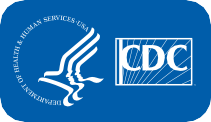 DEPARTMENT OF HEALTH & HUMAN SERVICES·USA
CDC